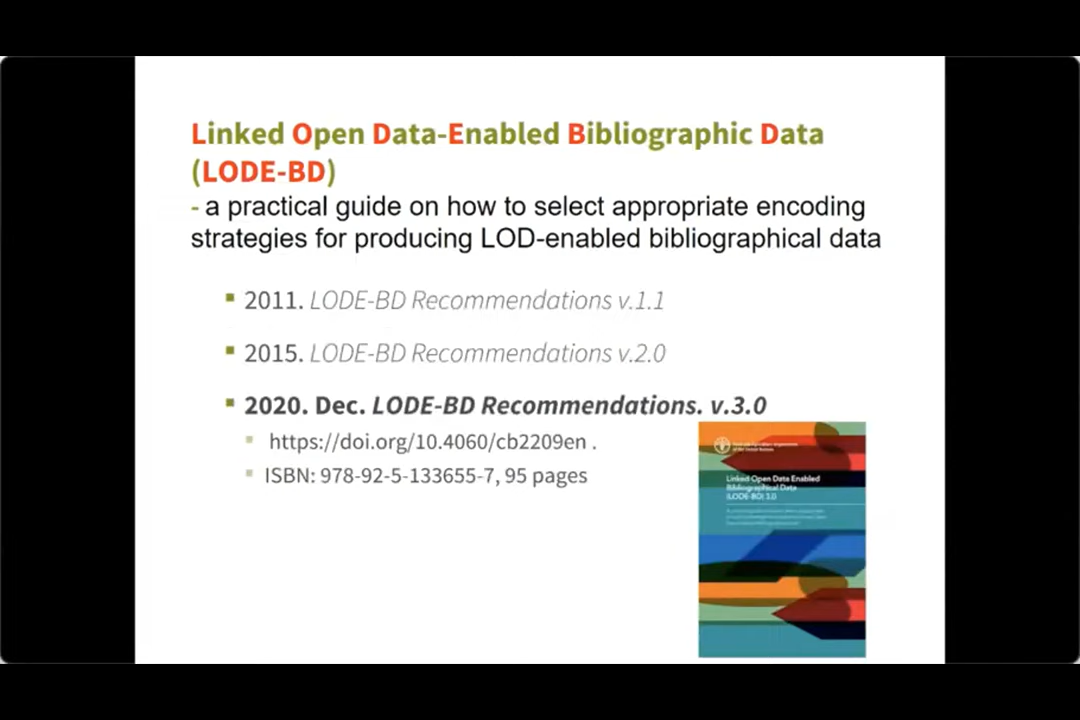 Linked Open Data-Enabled Bibliographic Data
(LODE-BD)
- a practical guide on how to select appropriate encoding
strategies for producing LOD-enabled bibliographical data
2011. LODE-BD Recommendations v.1.1
2015. LODE-BD Recommendations v.2.0
2020. Dec. LODE-BD Recommendations. v.3.0
https://doi.org/10.4060/cb2209en .
ISBN: 978-92-5-133655-7, 95 pages
Linked Open Data Enabled
Bibliographical Data
(LODE-BD) 3.0